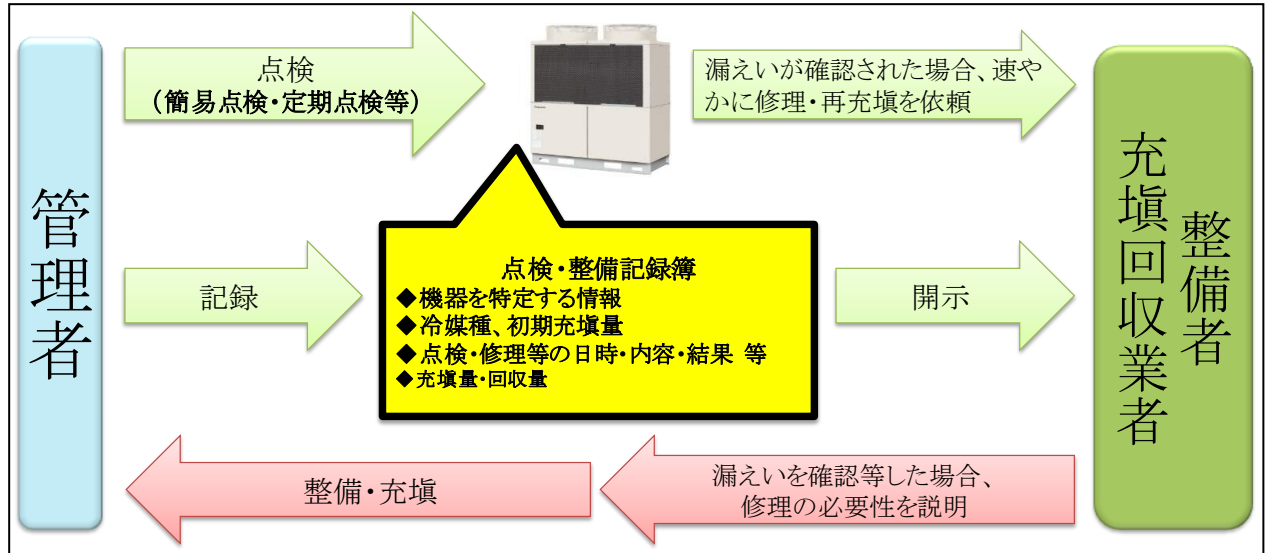 管理者
点検
（簡易点検・定期点検等）
漏えいが確認された場合、速や
かに修理・再充塡を依頼
記録
点検・整備記録簿
◆機器を特定する情報
◆冷媒種、初期充塡量
◆点検・修理等の日時・内容・結果 等
◆充塡量・回収量
開示
整備者
充塡回収業者
整備・充塡
漏えいを確認等した場合、
修理の必要性を説明